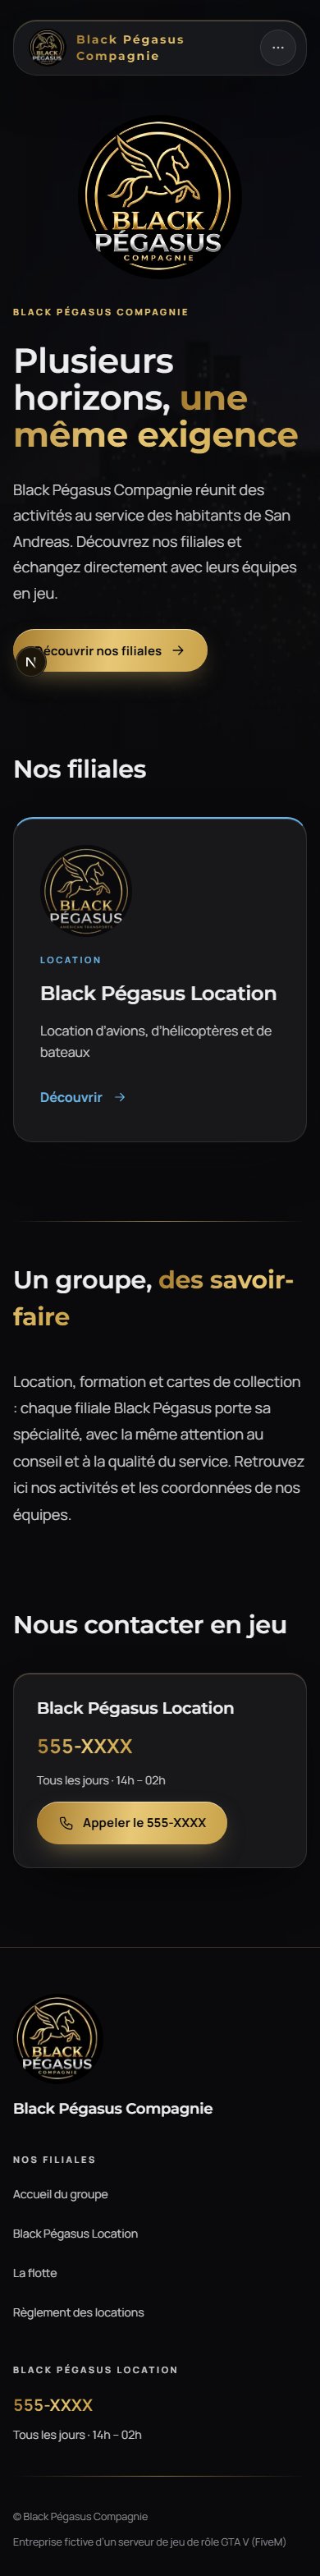 Black Pégasus
Compagnie
BLACK
PÉGASUS
COMPAGNIE
BLACK PÉGASUS COMPAGNIE
Plusieurs
horizons, une
même exigence
Black Pégasus Compagnie réunit des
activités au service des habitants de San
Andreas. Découvrez nos filiales et
échangez directement avec leurs équipes
en jeu.
Découvrir nos filiales
N
Nos filiales
BLACK
PÉGASUS
AMERICAN TRANSPORTS
LOCATION
Black Pégasus Location
Location d’avions, d’hélicoptères et de
bateaux
Découvrir
Un groupe, des savoir-
faire
Location, formation et cartes de collection
: chaque filiale Black Pégasus porte sa
spécialité, avec la même attention au
conseil et à la qualité du service. Retrouvez
ici nos activités et les coordonnées de nos
équipes.
Nous contacter en jeu
Black Pégasus Location
555-XXXX
Tous les jours · 14h – 02h
Appeler le 555-XXXX
BLACK
PÉGASUS
COMPAGNIE
Black Pégasus Compagnie
NOS FILIALES
Accueil du groupe
Black Pégasus Location
La flotte
Règlement des locations
BLACK PÉGASUS LOCATION
555-XXXX
Tous les jours · 14h – 02h
© Black Pégasus Compagnie
Entreprise fictive d’un serveur de jeu de rôle GTA V (FiveM)